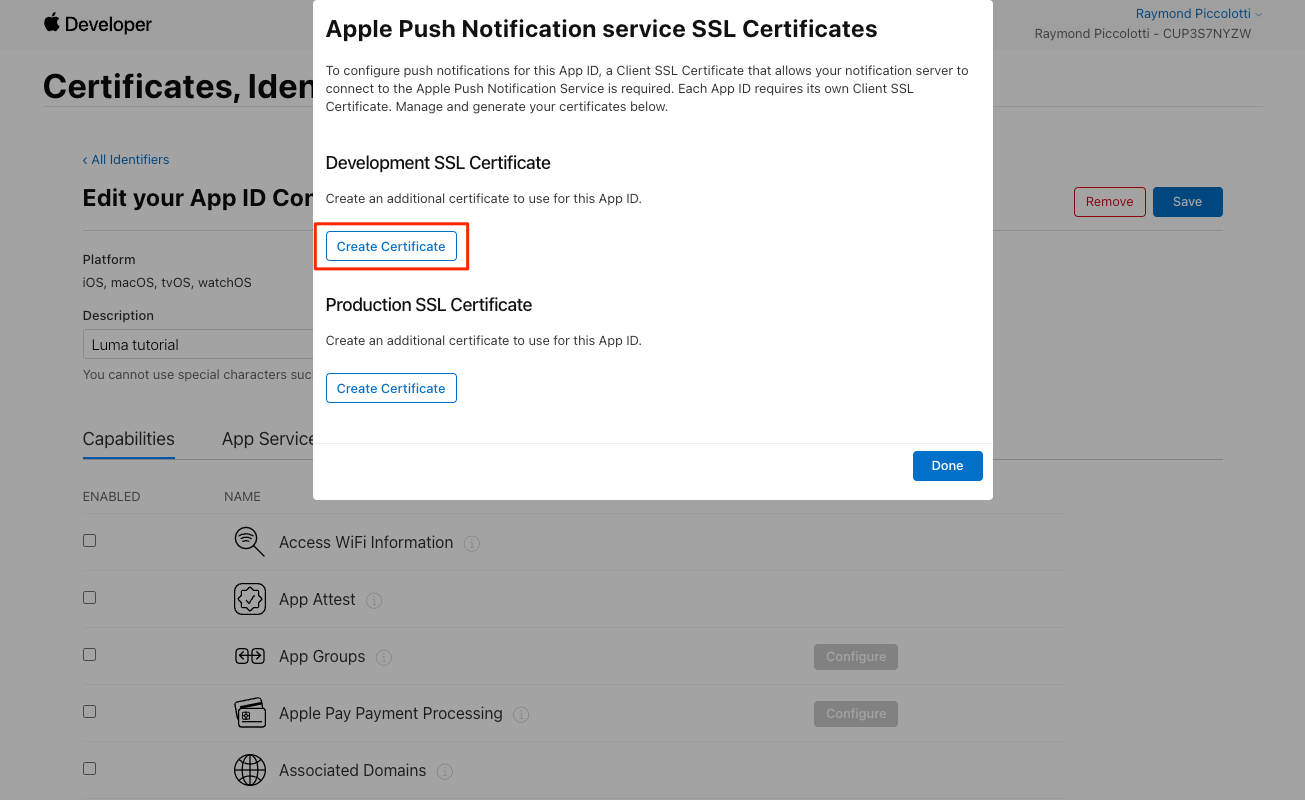 Developer
Raymond Piccolotti
Raymond Piccolotti - CUP3S7NYZW
Certificates, Iden
‹ All Identifiers
Edit your App ID Con
Remove
Save
Platform
iOS, macOS, tvOS, watchOS
Description
Luma tutorial
You cannot use special characters suc
Capabilities
App Service
ENABLED
NAME
Access WiFi Information
App Attest
App Groups
Configure
Apple Pay Payment Processing
Configure
Associated Domains
Apple Push Notification service SSL Certificates
To configure push notifications for this App ID, a Client SSL Certificate that allows your notification server to
connect to the Apple Push Notification Service is required. Each App ID requires its own Client SSL
Certificate. Manage and generate your certificates below.
Development SSL Certificate
Create an additional certificate to use for this App ID.
Create Certificate
Production SSL Certificate
Create an additional certificate to use for this App ID.
Create Certificate
Done